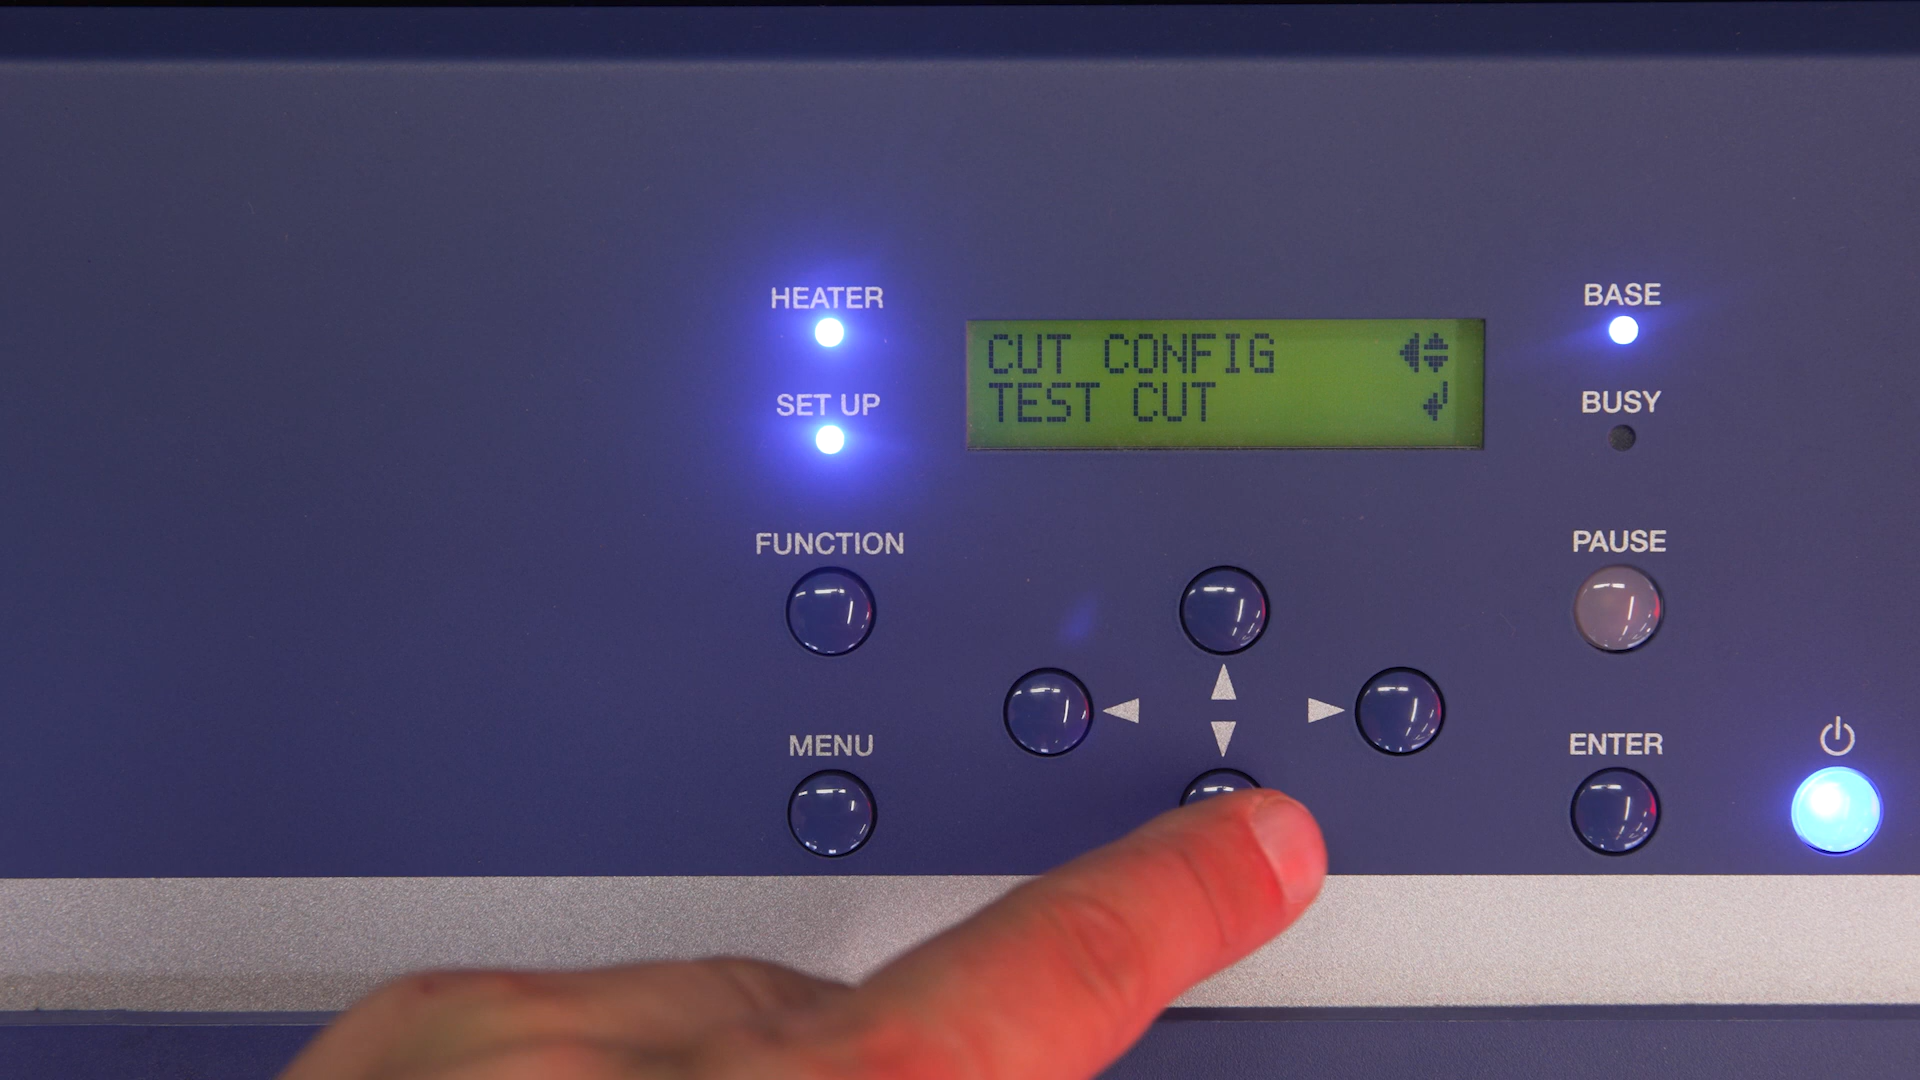 HEATER
BASE
CUT CONFIG
TEST CUT
SET UP
BUSY
FUNCTION
PAUSE
MENU
ENTER